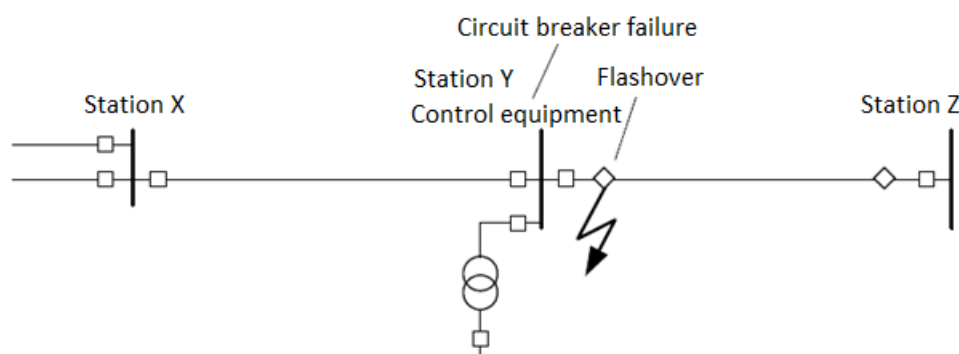 Circuit breaker failure
Station Y
Flashover
Station X
Control equipment
Station Z